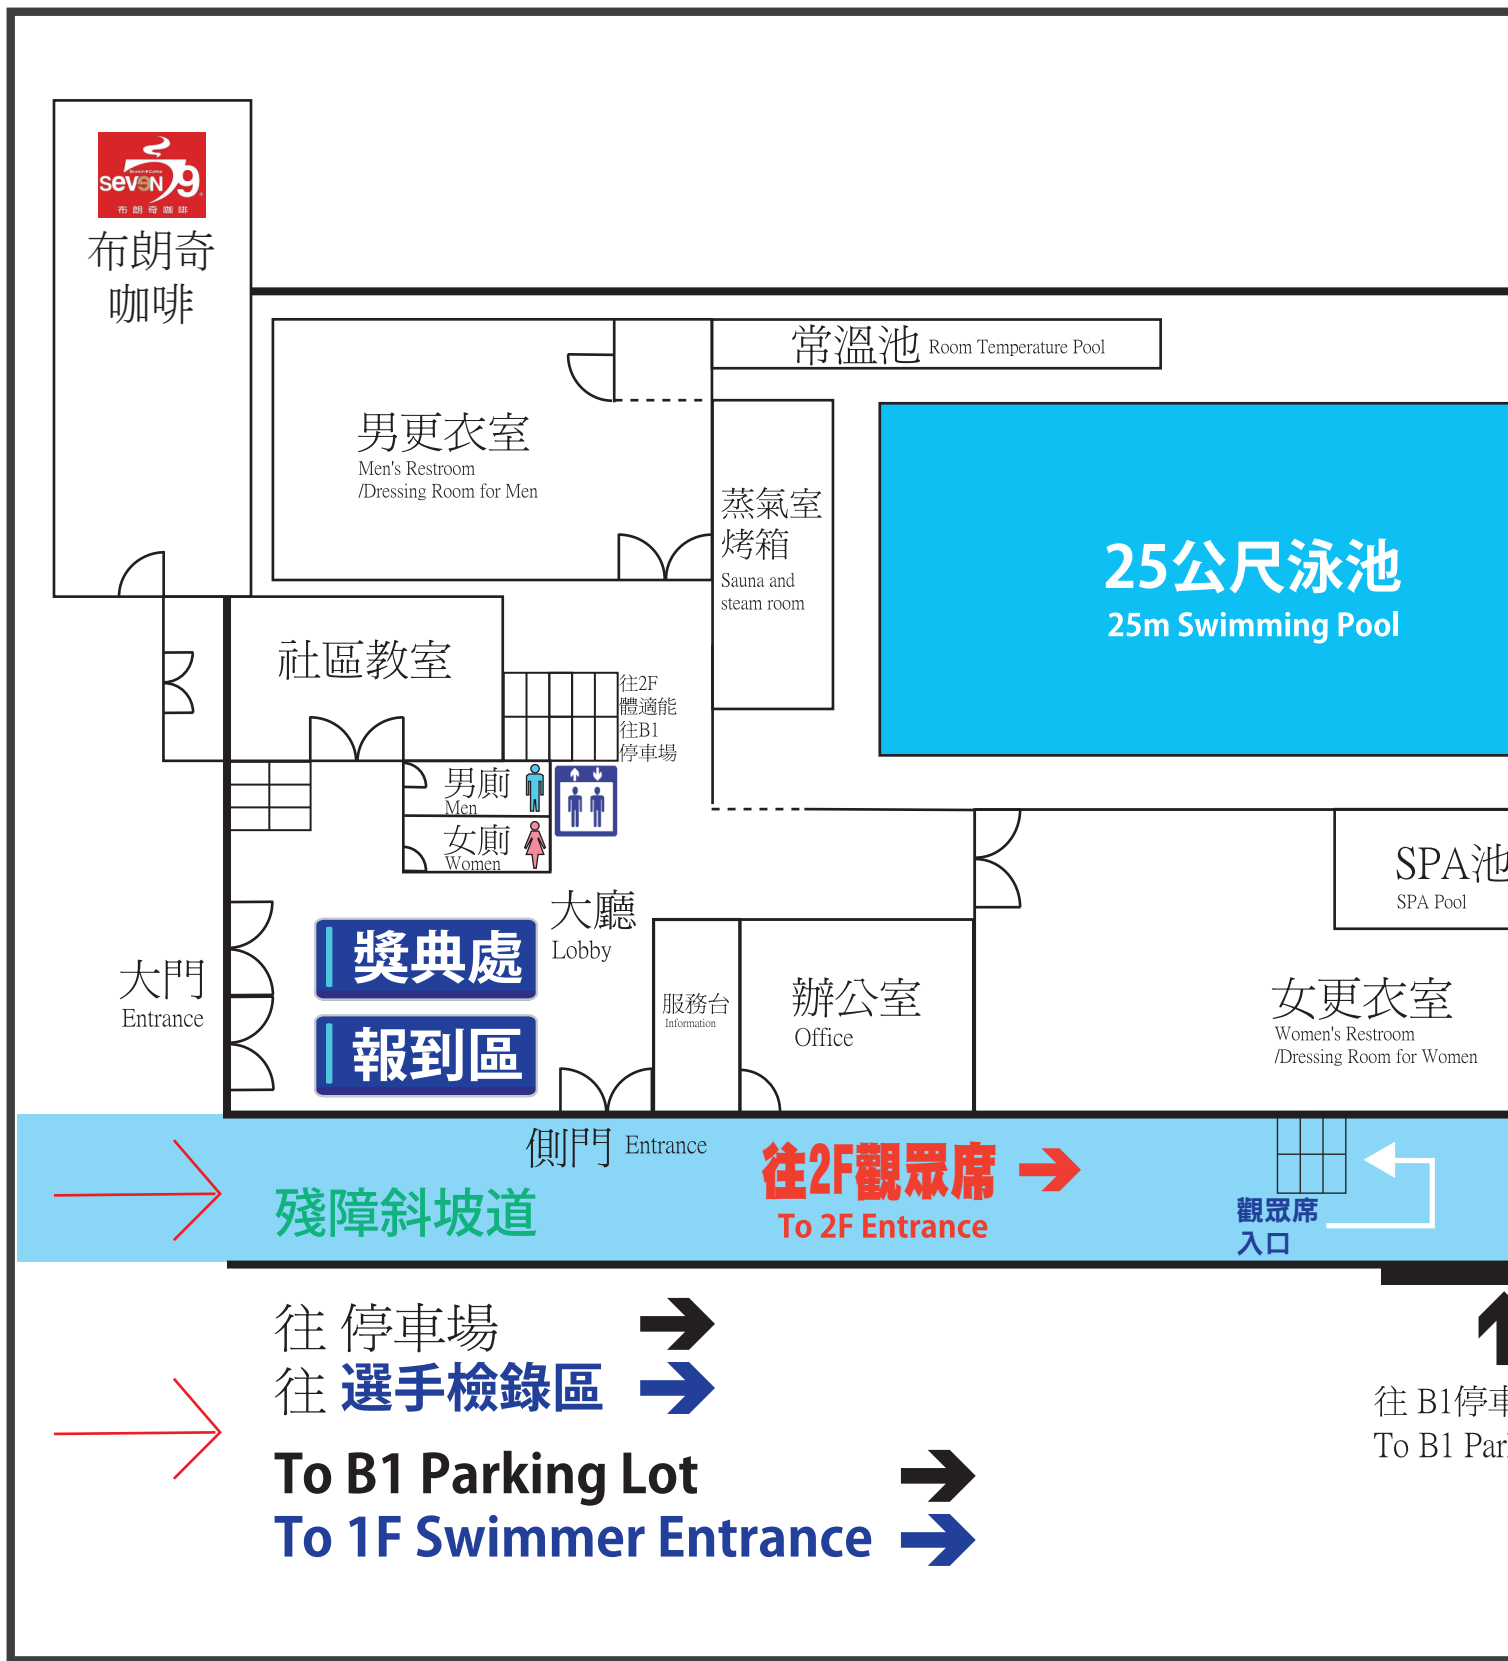 Brunch & Coffee
seveN 79
布朗奇咖啡
布朗奇
咖啡
常溫池 Room Temperature Pool
男更衣室
Men's Restroom
/Dressing Room for Men
蒸氣室
烤箱
Sauna and
steam room
25公尺泳池
25m Swimming Pool
社區教室
往2F
體適能
往B1
停車場
男廁
Men
女廁
Women
大廳
Lobby
SPA池
SPA Pool
獎典處
報到區
大門
Entrance
服務台
Information
辦公室
Office
女更衣室
Women's Restroom
/Dressing Room for Women
側門 Entrance
往2F觀眾席
To 2F Entrance
殘障斜坡道
觀眾席
入口
往 停車場
往 選手檢錄區
To B1 Parking Lot
To 1F Swimmer Entrance
往 B1停車
To B1 Par